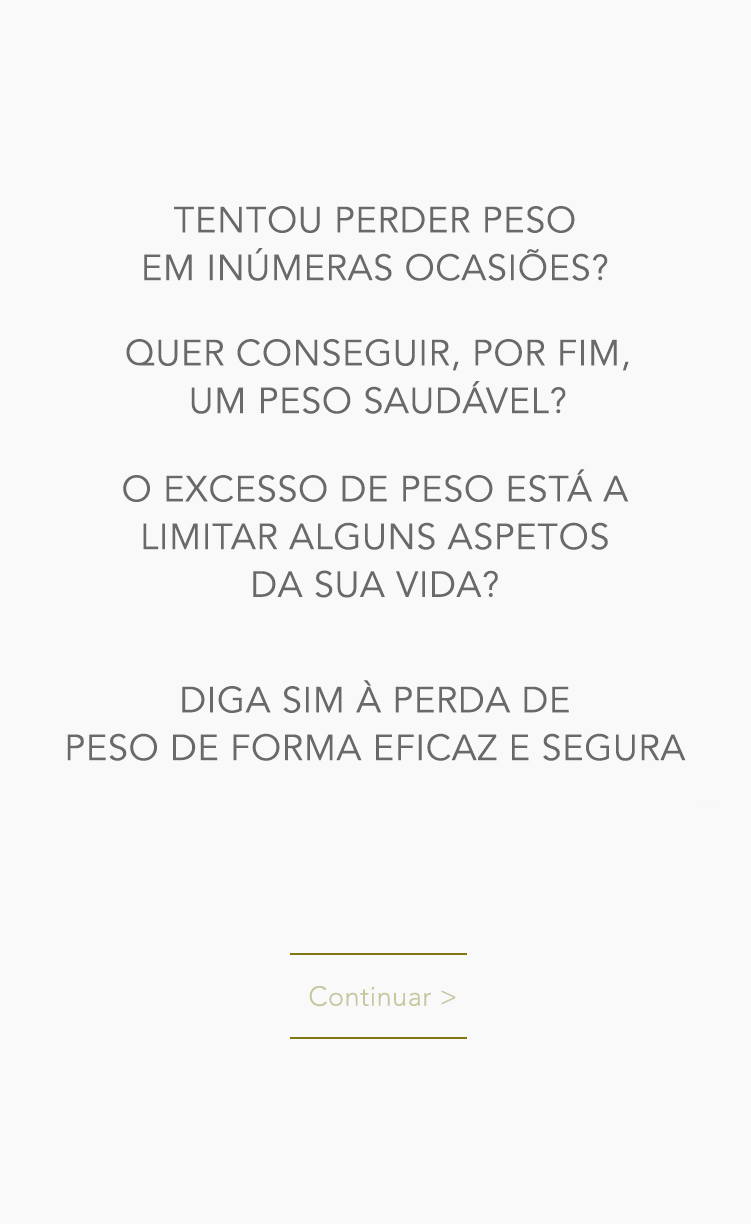 TENTOU PERDER PESO
EM INÚMERAS OCASIÕES?
QUER CONSEGUIR, POR FIM,
UM PESO SAUDÁVEL?
O EXCESSO DE PESO ESTÁ A
LIMITAR ALGUNS ASPETOS
DA SUA VIDA?
DIGA SIM À PERDA DE
PESO DE FORMA EFICAZ E SEGURA
Continuar >